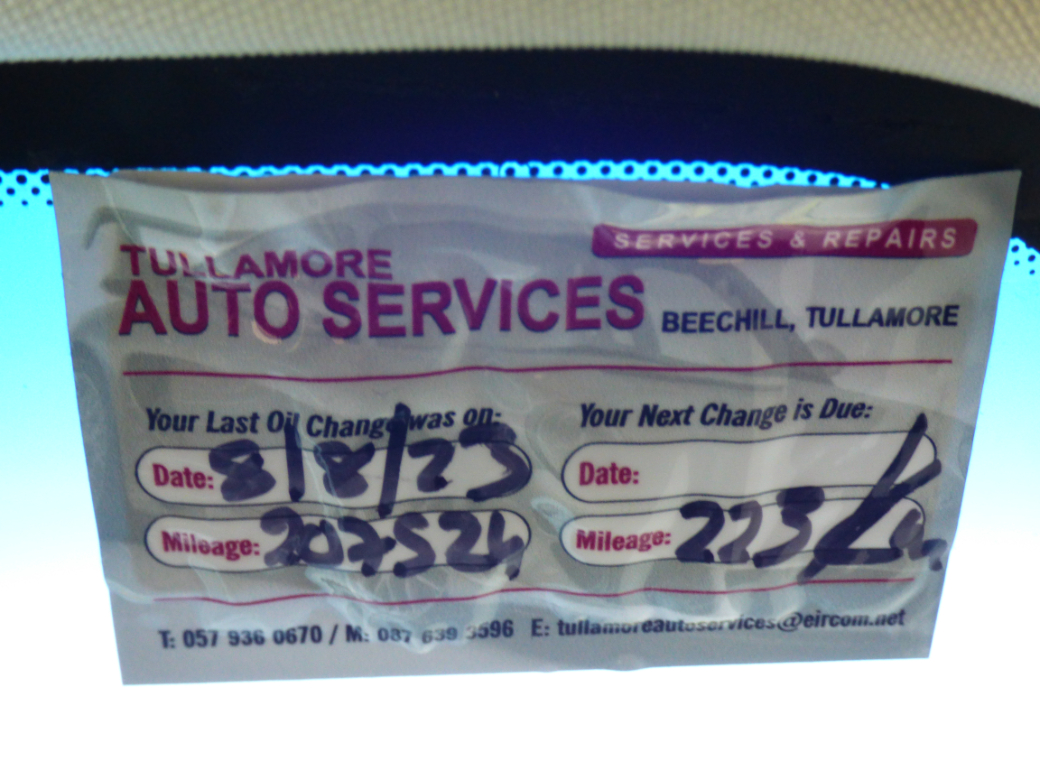 SERVICES & REPAIRS
TULLAMORE
AUTO SERVICES BEECHILL, TULLAMORE
Your Last Oil Change was on: Your Next Change is Due:
Date: 8/8/23 Date:
Mileage: 207524 Mileage: 223
T: 057 936 0670 / M: 087 639 3596 E: tullamoreautoservices@eircom.net